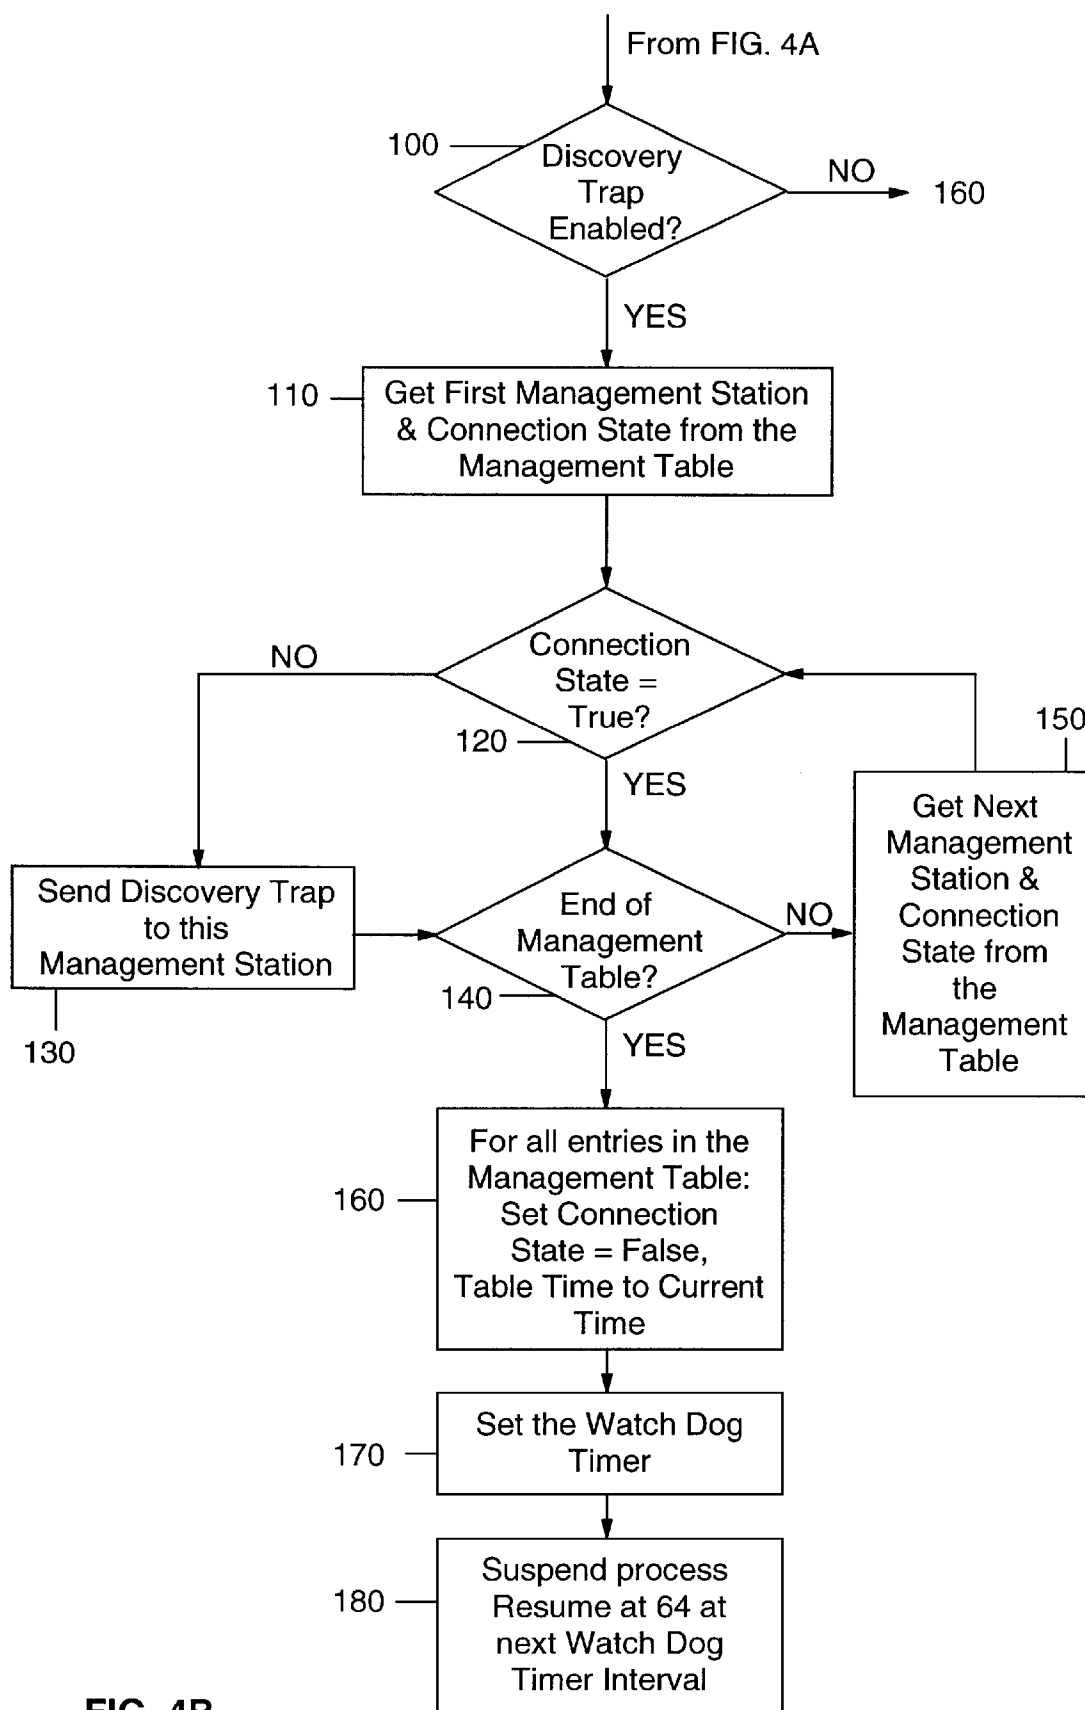 From FIG. 4A
100
Discovery
Trap
Enabled?
NO
160
YES
110
Get First Management Station
& Connection State from the
Management Table
Connection
State =
True?
NO
120
YES
150
Get Next
Management
Station &
Connection
State from
the
Management
Table
Send Discovery Trap
to this
Management Station
130
End of
Management
Table?
NO
140
YES
160
For all entries in the
Management Table:
Set Connection
State = False,
Table Time to Current
Time
170
Set the Watch Dog
Timer
180
Suspend process
Resume at 64 at
next Watch Dog
Timer Interval
FIG. 4B